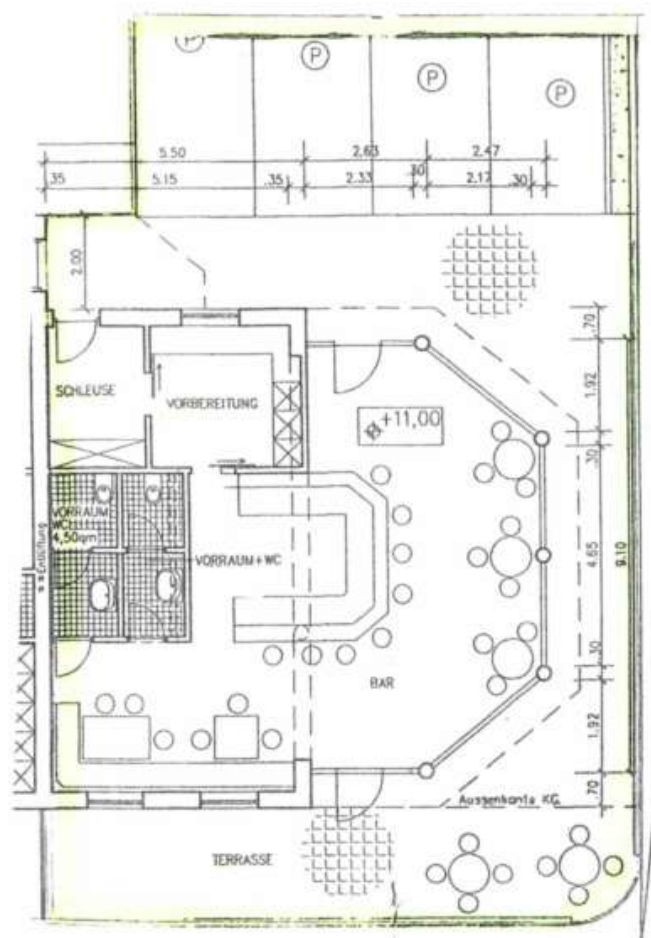 P
P
P
P
5.50
2.63
2.47
.35
5.15
.35
2.33
.30
2.17
.30
2.00
.70
1.92
.30
4.65
9.10
.30
1.92
.70
SCHLEUSE
VORBEREITUNG
+11,00
VORRAUM
WC
4,50qm
VORRAUM+WC
BAR
Aussenkante KG
TERRASSE